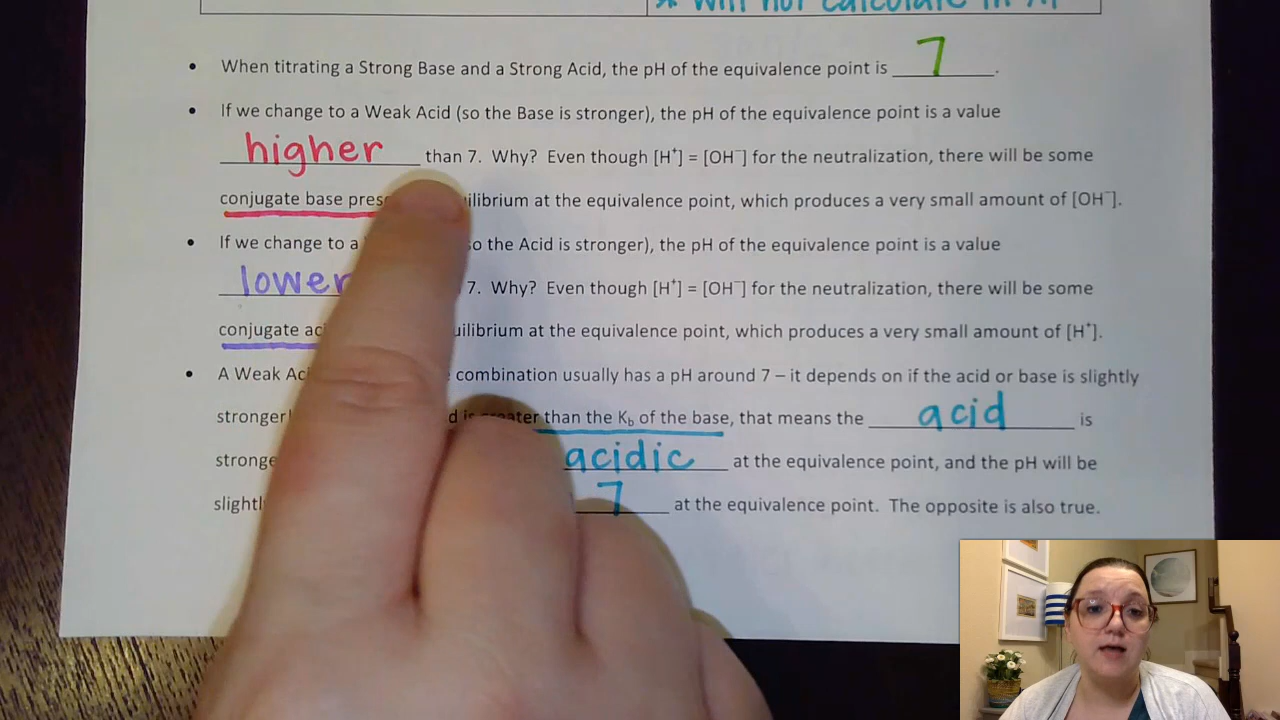 * will not calculate in AP
• When titrating a Strong Base and a Strong Acid, the pH of the equivalence point is 7.
• If we change to a Weak Acid (so the Base is stronger), the pH of the equivalence point is a value
higher than 7. Why? Even though [H⁺] = [OH⁻] for the neutralization, there will be some
conjugate base at the equivalence point, which produces a very small amount of [OH⁻].
• If we change to a the Acid is stronger), the pH of the equivalence point is a value
lower 7. Why? Even though [H⁺] = [OH⁻] for the neutralization, there will be some
conjugate at the equivalence point, which produces a very small amount of [H⁺].
• A Weak combination usually has a pH around 7 – it depends on if the acid or base is slightly
than the Kb of the base, that means the acid is
acidic at the equivalence point, and the pH will be
7 at the equivalence point. The opposite is also true.